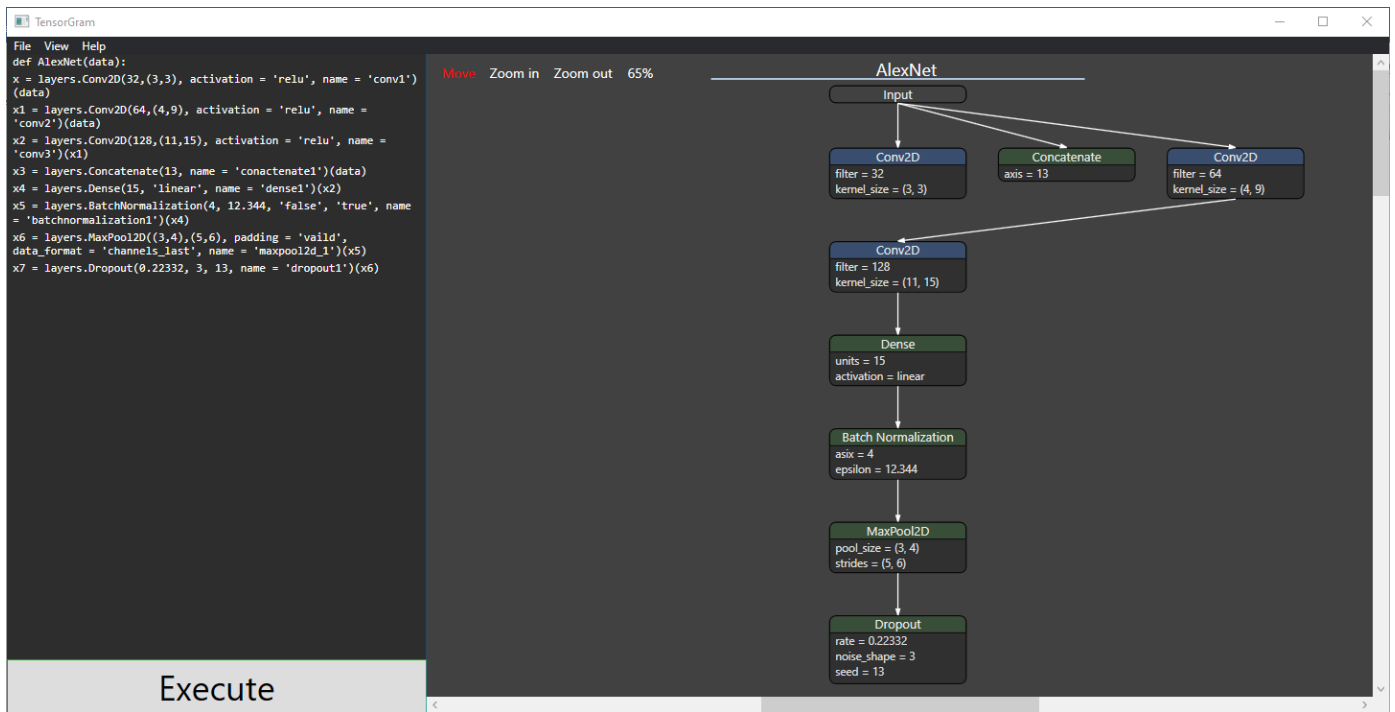 TensorGram
File View Help
def AlexNet(data):
x = layers.Conv2D(32,(3,3), activation = 'relu', name = 'conv1')
(data)
x1 = layers.Conv2D(64,(4,9), activation = 'relu', name =
'conv2')(data)
x2 = layers.Conv2D(128,(11,15), activation = 'relu', name =
'conv3')(x1)
x3 = layers.Concatenate(13, name = 'conactenate1')(data)
x4 = layers.Dense(15, 'linear', name = 'dense1')(x2)
x5 = layers.BatchNormalization(4, 12.344, 'false', 'true', name
= 'batchnormalization1')(x4)
x6 = layers.MaxPool2D((3,4),(5,6), padding = 'vaild',
data_format = 'channels_last', name = 'maxpool2d_1')(x5)
x7 = layers.Dropout(0.22332, 3, 13, name = 'dropout1')(x6)
Execute
Move Zoom in Zoom out 65%
AlexNet
Input
Conv2D
filter = 32
kernel_size = (3, 3)
Concatenate
axis = 13
Conv2D
filter = 64
kernel_size = (4, 9)
Conv2D
filter = 128
kernel_size = (11, 15)
Dense
units = 15
activation = linear
Batch Normalization
asix = 4
epsilon = 12.344
MaxPool2D
pool_size = (3, 4)
strides = (5, 6)
Dropout
rate = 0.22332
noise_shape = 3
seed = 13